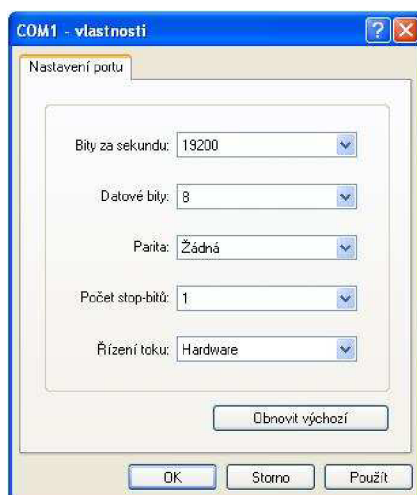 COM1 - vlastnosti
Nastavení portu
Bity za sekundu: 19200
Datové bity: 8
Parita: Žádná
Počet stop-bitů: 1
Řízení toku: Hardware
Obnovit výchozí
OK Storno Použít